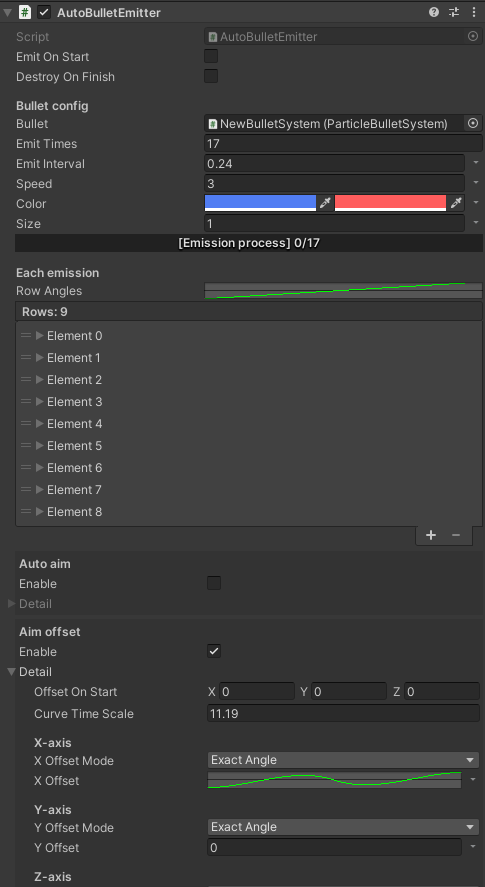 AutoBulletEmitter
Script AutoBulletEmitter
Emit On Start
Destroy On Finish
Bullet config
Bullet NewBulletSystem (ParticleBulletSystem)
Emit Times 17
Emit Interval 0.24
Speed 3
Color
Size 1
[Emission process] 0/17
Each emission
Row Angles
Rows: 9
Element 0
Element 1
Element 2
Element 3
Element 4
Element 5
Element 6
Element 7
Element 8
+ −
Auto aim
Enable
Detail
Aim offset
Enable
Detail
Offset On Start X 0 Y 0 Z 0
Curve Time Scale 11.19
X-axis
X Offset Mode Exact Angle
X Offset
Y-axis
Y Offset Mode Exact Angle
Y Offset 0
Z-axis